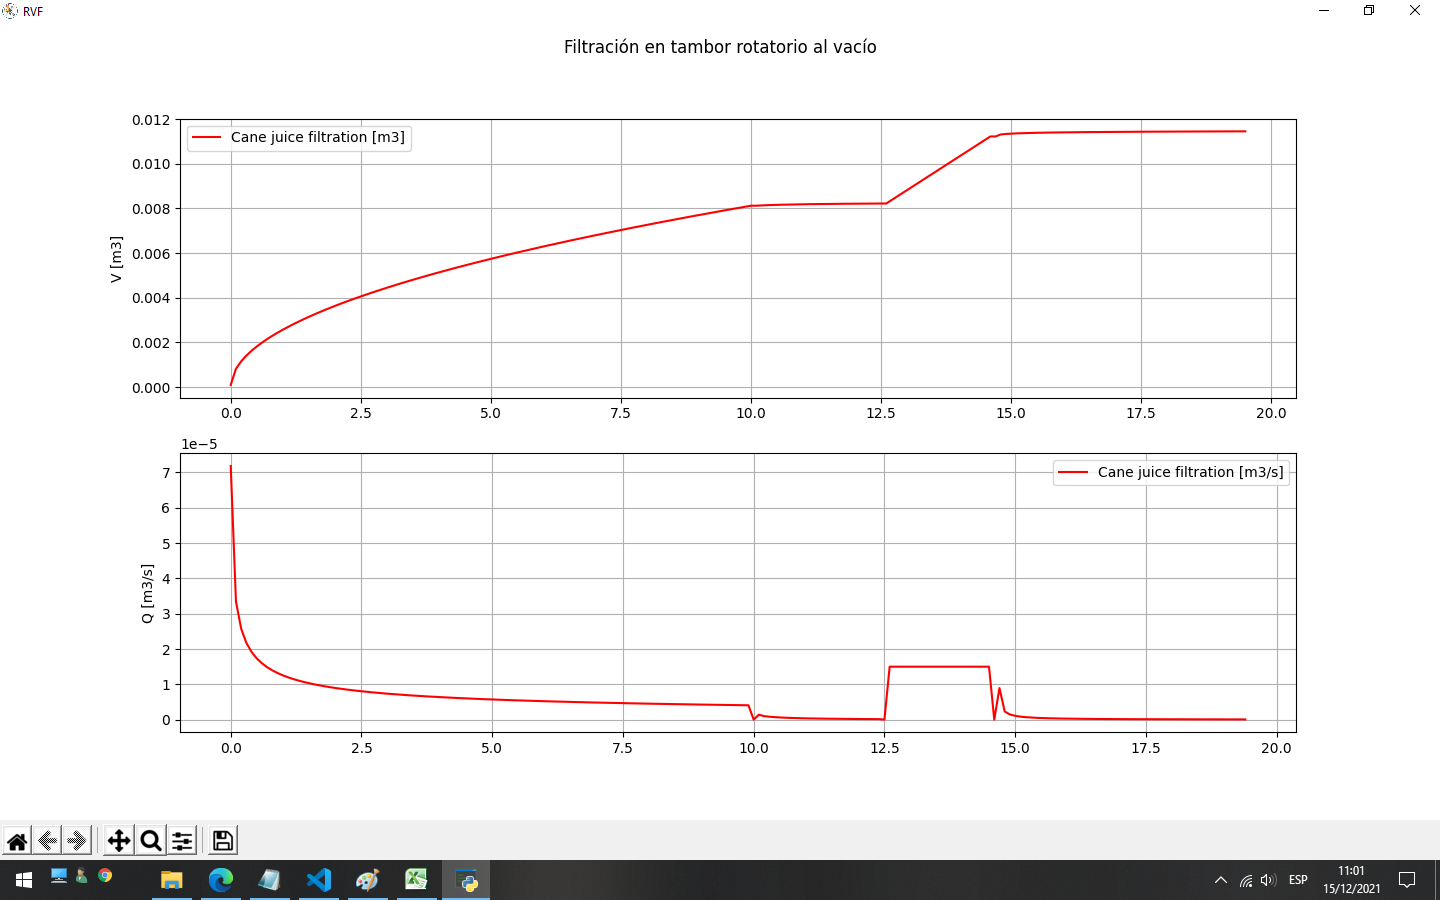 RVF
Filtración en tambor rotatorio al vacío
Cane juice filtration [m3]
V [m3]
0.012
0.010
0.008
0.006
0.004
0.002
0.000
0.0 2.5 5.0 7.5 10.0 12.5 15.0 17.5 20.0
1e−5
Cane juice filtration [m3/s]
Q [m3/s]
7
6
5
4
3
2
1
0
0.0 2.5 5.0 7.5 10.0 12.5 15.0 17.5 20.0
ESP
11:01
15/12/2021